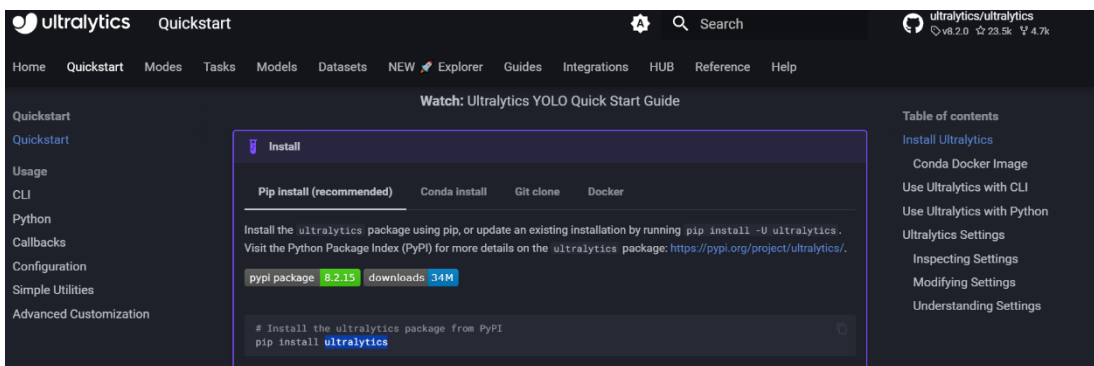 ultralytics Quickstart Search ultralytics/ultralytics
v8.2.0 23.5k 4.7k
Home Quickstart Modes Tasks Models Datasets NEW 🚀 Explorer Guides Integrations HUB Reference Help
Quickstart
Quickstart
Usage
CLI
Python
Callbacks
Configuration
Simple Utilities
Advanced Customization
Watch: Ultralytics YOLO Quick Start Guide
Install
Pip install (recommended) Conda install Git clone Docker
Install the ultralytics package using pip, or update an existing installation by running pip install -U ultralytics.
Visit the Python Package Index (PyPI) for more details on the ultralytics package: https://pypi.org/project/ultralytics/.
pypi package 8.2.15 downloads 34M
# Install the ultralytics package from PyPI
pip install ultralytics
Table of contents
Install Ultralytics
Conda Docker Image
Use Ultralytics with CLI
Use Ultralytics with Python
Ultralytics Settings
Inspecting Settings
Modifying Settings
Understanding Settings